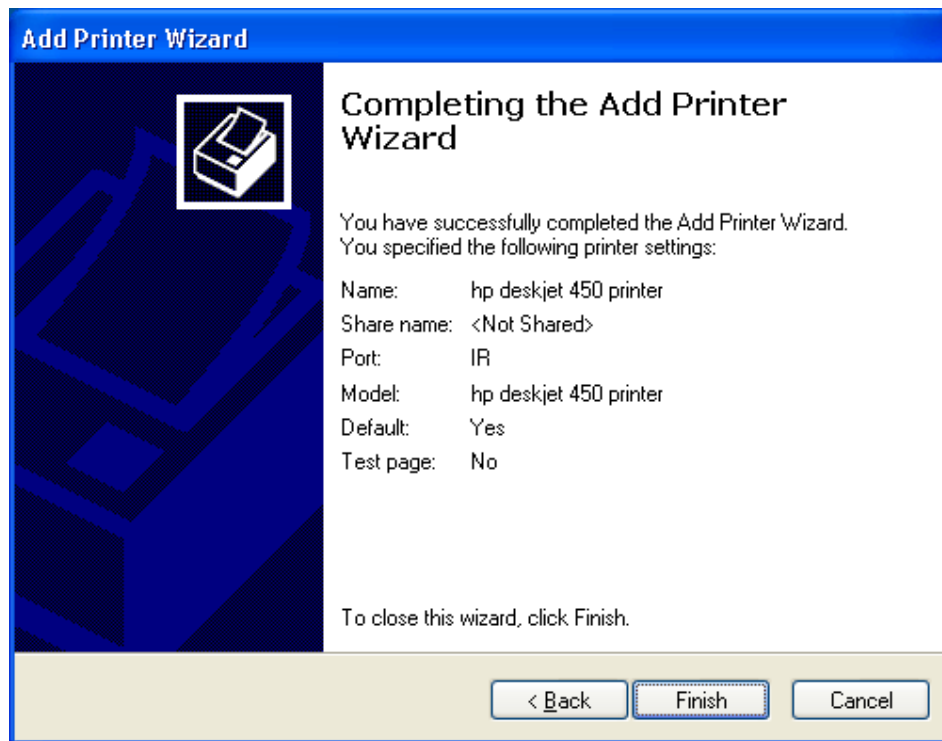 Add Printer Wizard
Completing the Add Printer
Wizard
You have successfully completed the Add Printer Wizard.
You specified the following printer settings:
Name: hp deskjet 450 printer
Share name: <Not Shared>
Port: IR
Model: hp deskjet 450 printer
Default: Yes
Test page: No
To close this wizard, click Finish.
< Back Finish Cancel